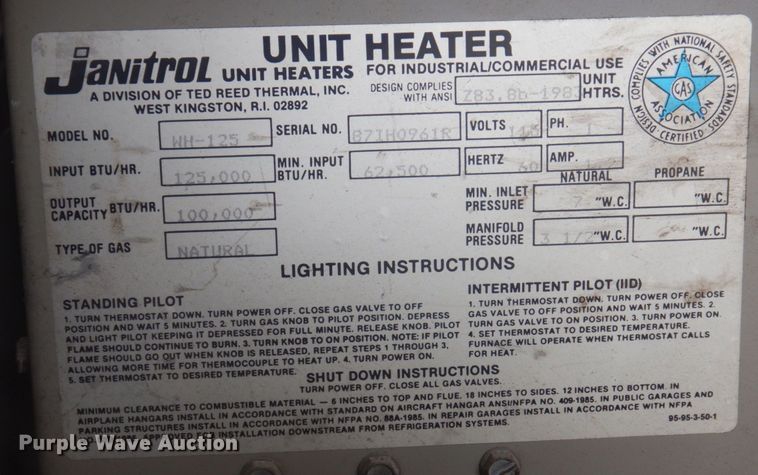 UNIT HEATER
Janitrol UNIT HEATERS FOR INDUSTRIAL/COMMERCIAL USE
A DIVISION OF TED REED THERMAL, INC.
WEST KINGSTON, R.I. 02892
DESIGN COMPLIES WITH ANSI Z83.8b-1983 UNIT HTRS.
DESIGN COMPLIES WITH NATIONAL SAFETY STANDARDS CERTIFIED
AMERICAN GAS ASSOCIATION
MODEL NO. WH-125 SERIAL NO. 87IH0961R VOLTS 115 PH. 1
INPUT BTU/HR. 125,000 MIN. INPUT BTU/HR. 62,500 HERTZ 60 AMP.
NATURAL PROPANE
OUTPUT CAPACITY BTU/HR. 100,000 MIN. INLET PRESSURE 7 "W.C. "W.C.
TYPE OF GAS NATURAL MANIFOLD PRESSURE 3 1/2 "W.C. "W.C.
LIGHTING INSTRUCTIONS
STANDING PILOT
1. TURN THERMOSTAT DOWN. TURN POWER OFF. CLOSE GAS VALVE TO OFF
POSITION AND WAIT 5 MINUTES. 2. TURN GAS KNOB TO PILOT POSITION. DEPRESS
AND LIGHT PILOT KEEPING IT DEPRESSED FOR FULL MINUTE. RELEASE KNOB. PILOT
FLAME SHOULD CONTINUE TO BURN. 3. TURN KNOB TO ON POSITION. NOTE: IF PILOT
FLAME SHOULD GO OUT WHEN KNOB IS RELEASED, REPEAT STEPS 1 THROUGH 3
ALLOWING MORE TIME FOR THERMOCOUPLE TO HEAT UP. 4. TURN POWER ON.
5. SET THERMOSTAT TO DESIRED TEMPERATURE.
INTERMITTENT PILOT (IID)
1. TURN THERMOSTAT DOWN. TURN POWER OFF. CLOSE
GAS VALVE TO OFF POSITION AND WAIT 5 MINUTES. 2.
TURN GAS VALVE TO ON POSITION. 3. TURN POWER ON.
4. SET THERMOSTAT TO DESIRED TEMPERATURE.
FURNACE WILL OPERATE WHEN THERMOSTAT CALLS
FOR HEAT.
SHUT DOWN INSTRUCTIONS
TURN POWER OFF. CLOSE ALL GAS VALVES.
MINIMUM CLEARANCE TO COMBUSTIBLE MATERIAL — 6 INCHES TO TOP AND FLUE. 18 INCHES TO SIDES. 12 INCHES TO BOTTOM. IN
AIRPLANE HANGARS INSTALL IN ACCORDANCE WITH STANDARD ON AIRCRAFT HANGAR ANSI/NFPA NO. 409-1985. IN PUBLIC GARAGES AND
PARKING STRUCTURES INSTALL IN ACCORDANCE WITH NFPA NO. 88A-1985. IN REPAIR GARAGES INSTALL IN ACCORDANCE WITH NFPA
APPROVED FOR INSTALLATION DOWNSTREAM FROM REFRIGERATION SYSTEMS.
95-95-3-50-1
Purple Wave Auction